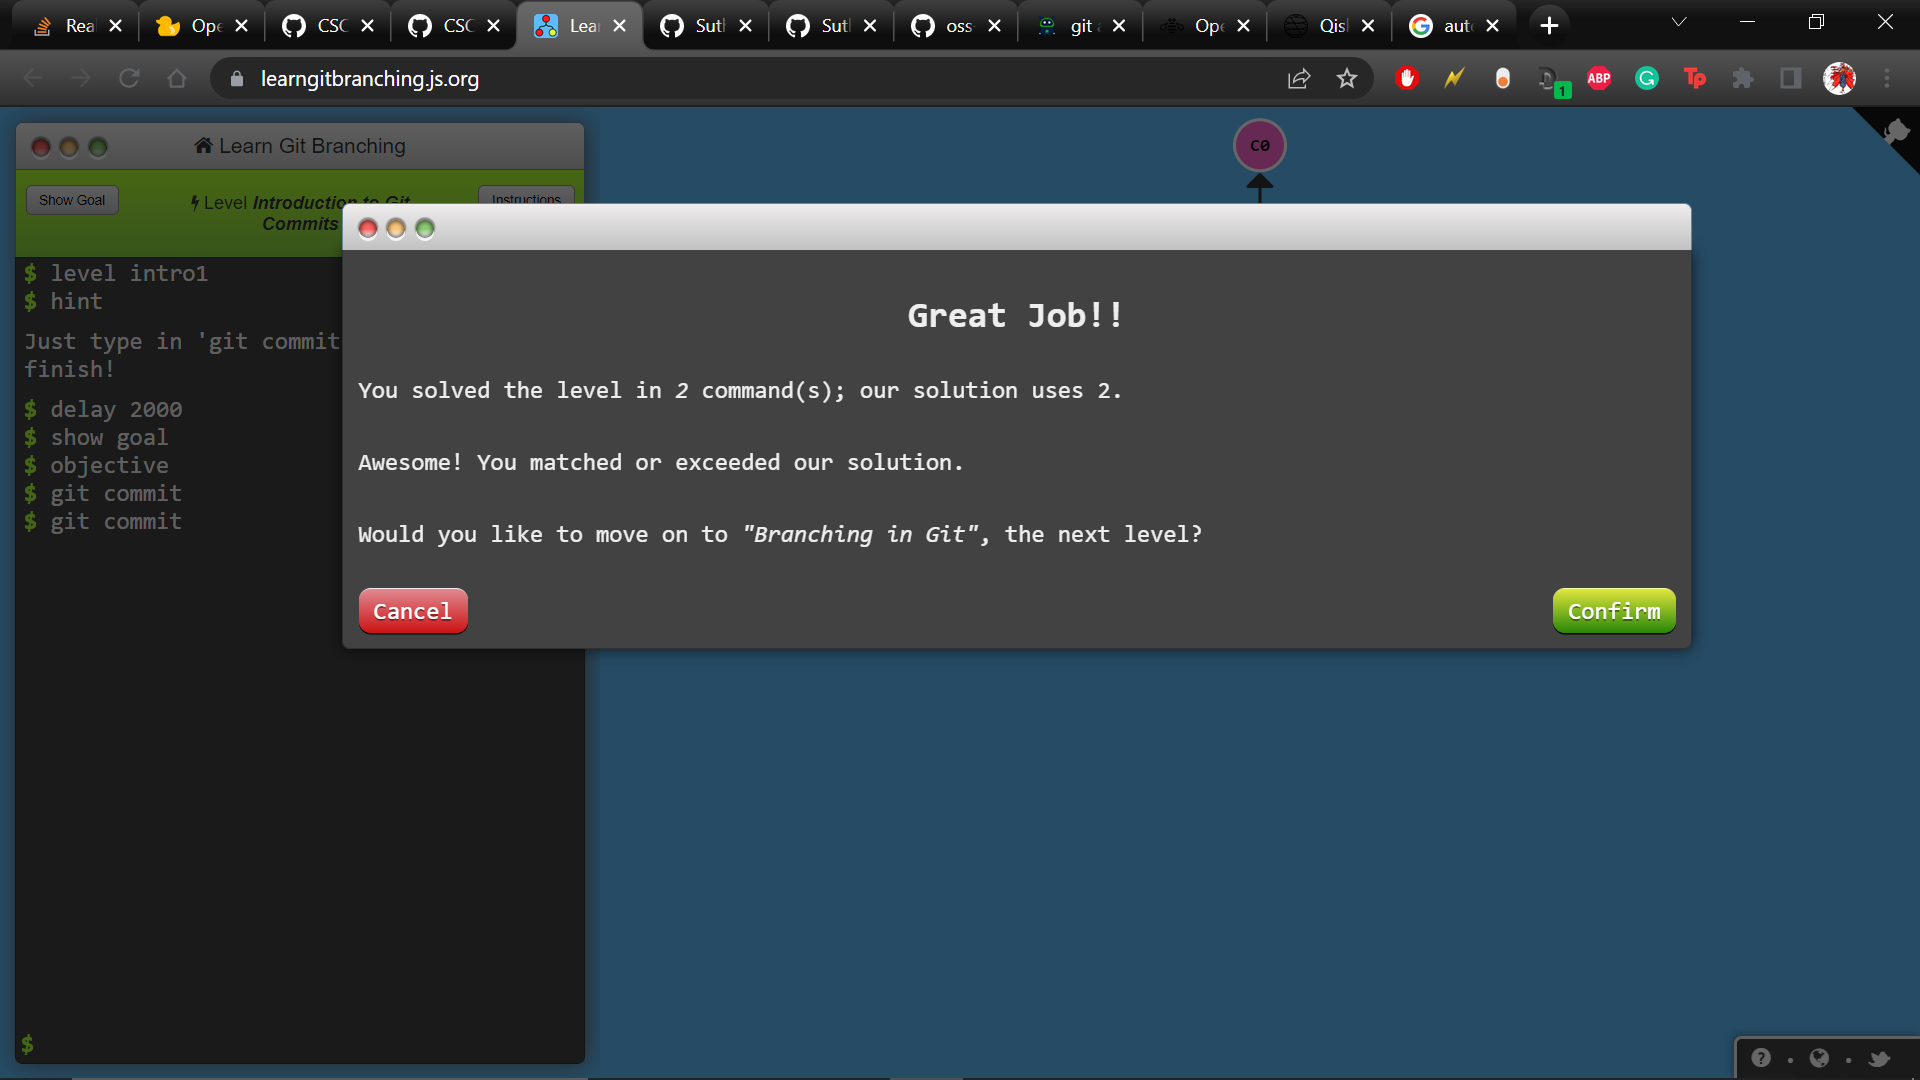 Rea
Ope
CSC
CSC
Lea
Sut
Sut
oss-
git a
Ope
Qis
aut
learngitbranching.js.org
1
ABP
Tp
Learn Git Branching
C0
Show Goal
Level Introduction to Git
Commits
Instructions
$ level intro1
$ hint
Just type in 'git commit
finish!
$ delay 2000
$ show goal
$ objective
$ git commit
$ git commit
$
Great Job!!
You solved the level in 2 command(s); our solution uses 2.
Awesome! You matched or exceeded our solution.
Would you like to move on to "Branching in Git", the next level?
Cancel
Confirm